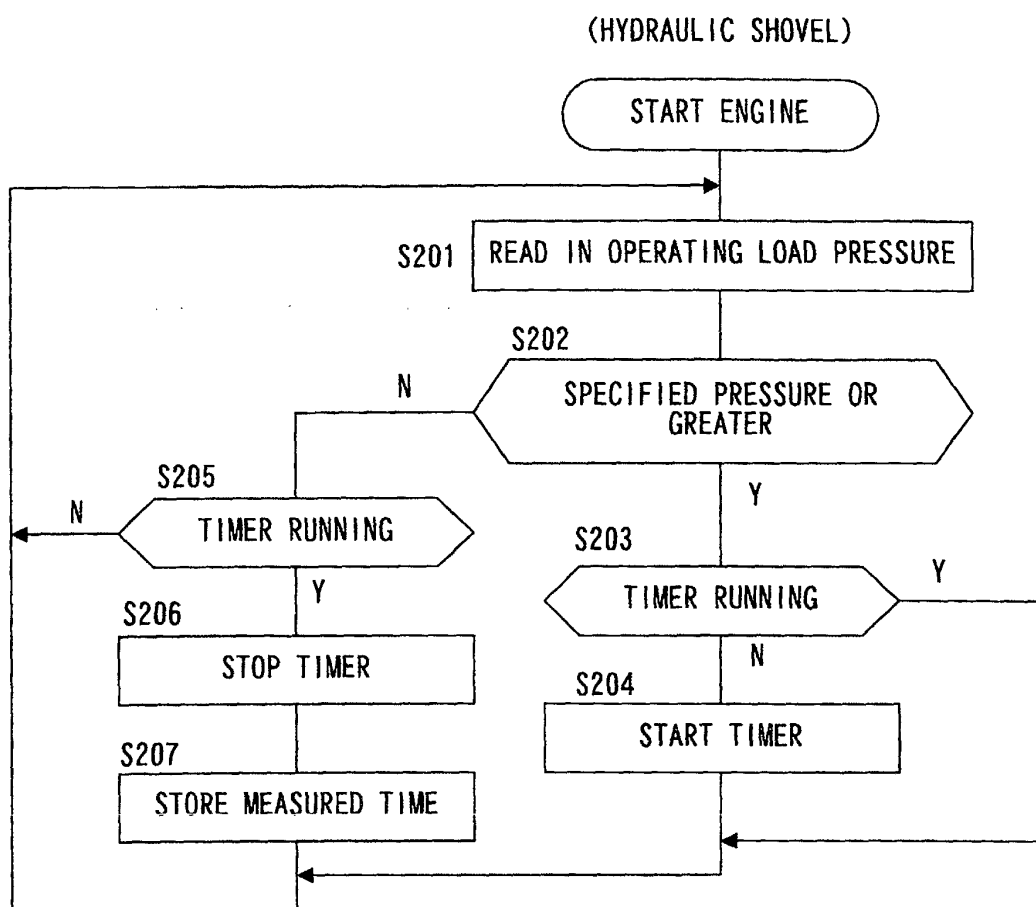 (HYDRAULIC SHOVEL)
START ENGINE
S201
READ IN OPERATING LOAD PRESSURE
S202
SPECIFIED PRESSURE OR
GREATER
N
Y
S205
TIMER RUNNING
N
Y
S203
TIMER RUNNING
Y
N
S206
STOP TIMER
S204
START TIMER
S207
STORE MEASURED TIME